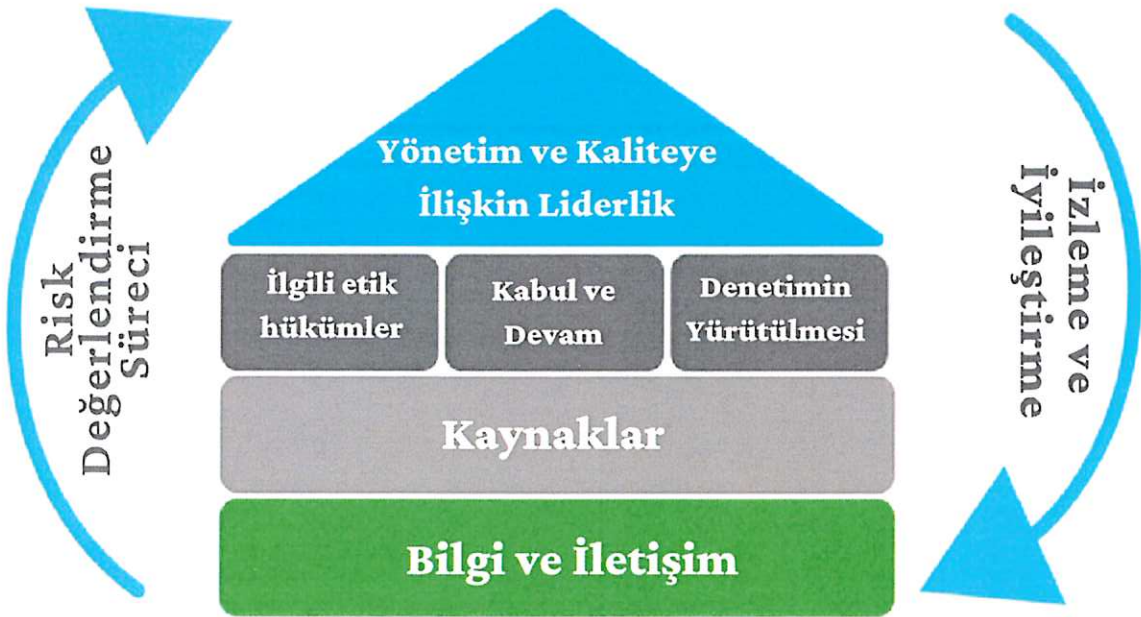 Yönetim ve Kaliteye
İlişkin Liderlik
İlgili etik
hükümler
Kabul ve
Devam
Denetimin
Yürütülmesi
Kaynaklar
Bilgi ve İletişim
Risk
Değerlendirme
Süreci
İzleme ve
İyileştirme